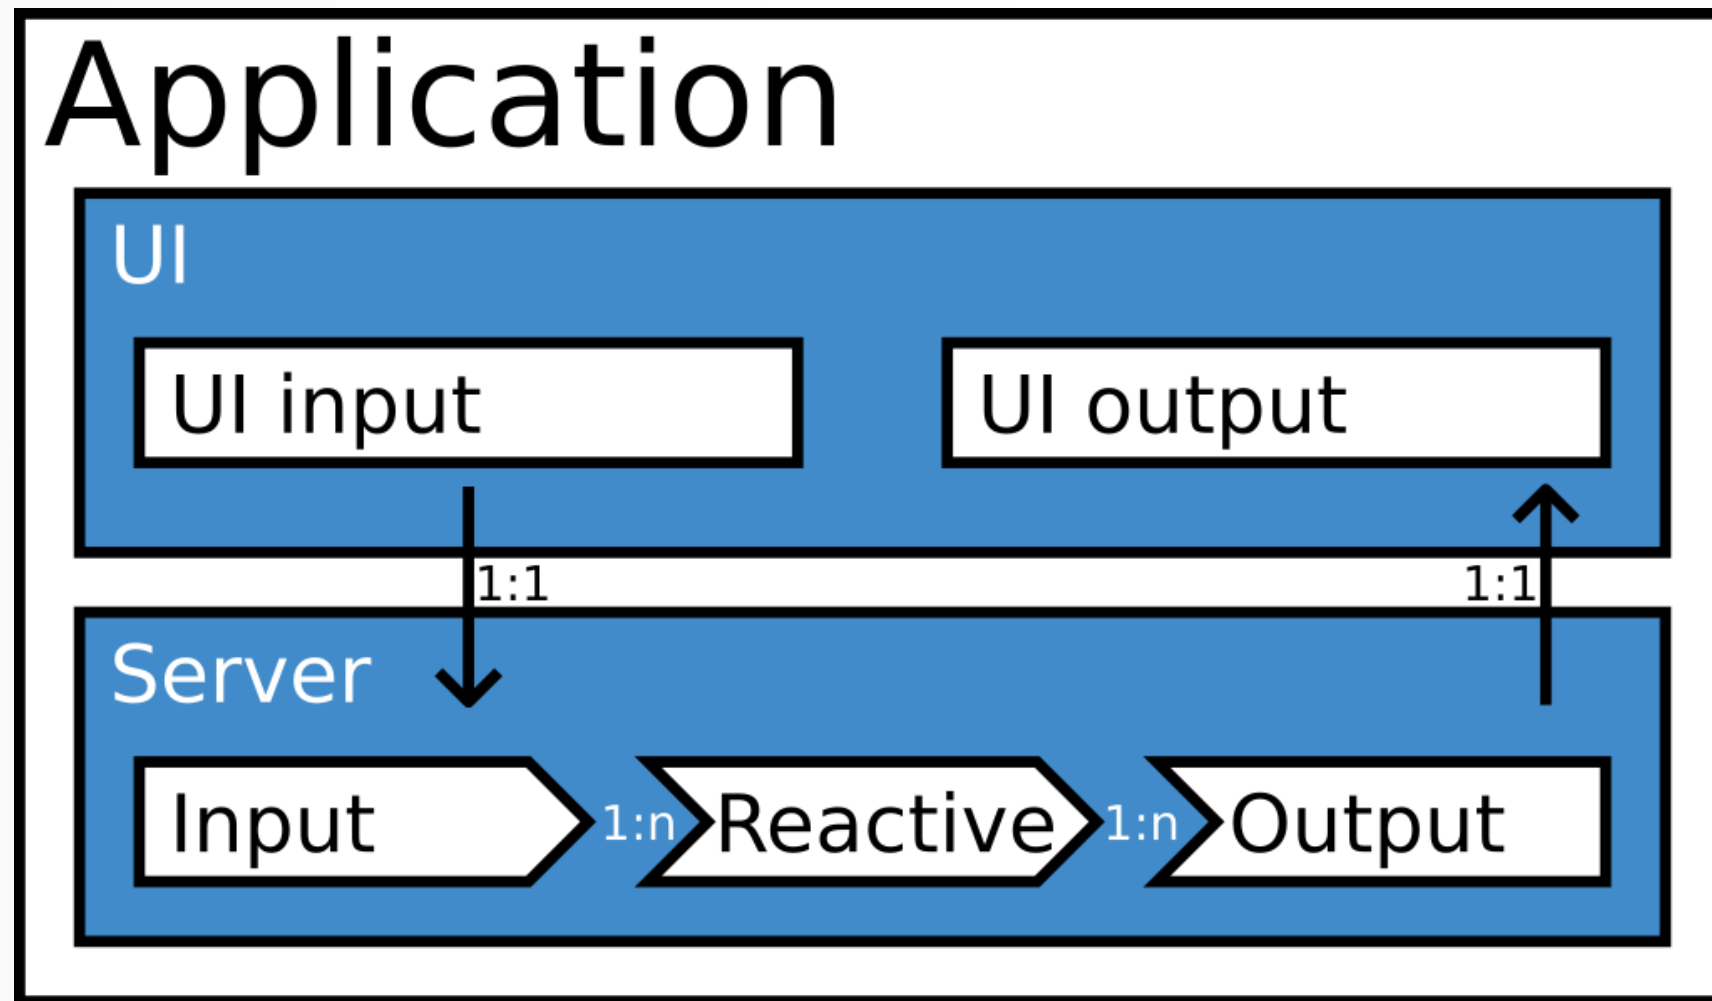 Application
UI
UI input
UI output
1:1
1:1
Server
Input
1:n
Reactive
1:n
Output